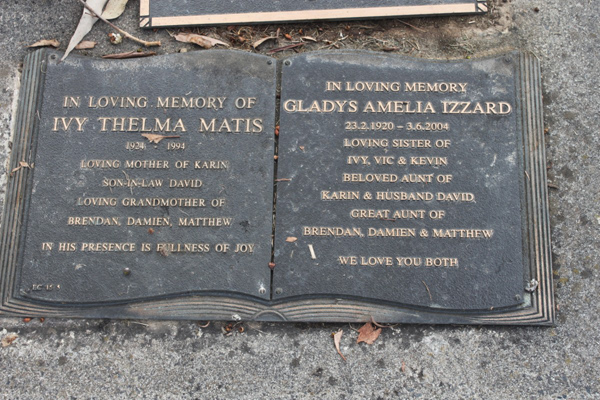 IN LOVING MEMORY OF
IVY THELMA MATIS
1924 1994
LOVING MOTHER OF KARIN
SON-IN-LAW DAVID
LOVING GRANDMOTHER OF
BRENDAN, DAMIEN, MATTHEW
IN HIS PRESENCE IS FULLNESS OF JOY
IN LOVING MEMORY
GLADYS AMELIA IZZARD
23.2.1920 – 3.6.2004
LOVING SISTER OF
IVY, VIC & KEVIN
BELOVED AUNT OF
KARIN & HUSBAND DAVID
GREAT AUNT OF
BRENDAN, DAMIEN & MATTHEW
WE LOVE YOU BOTH